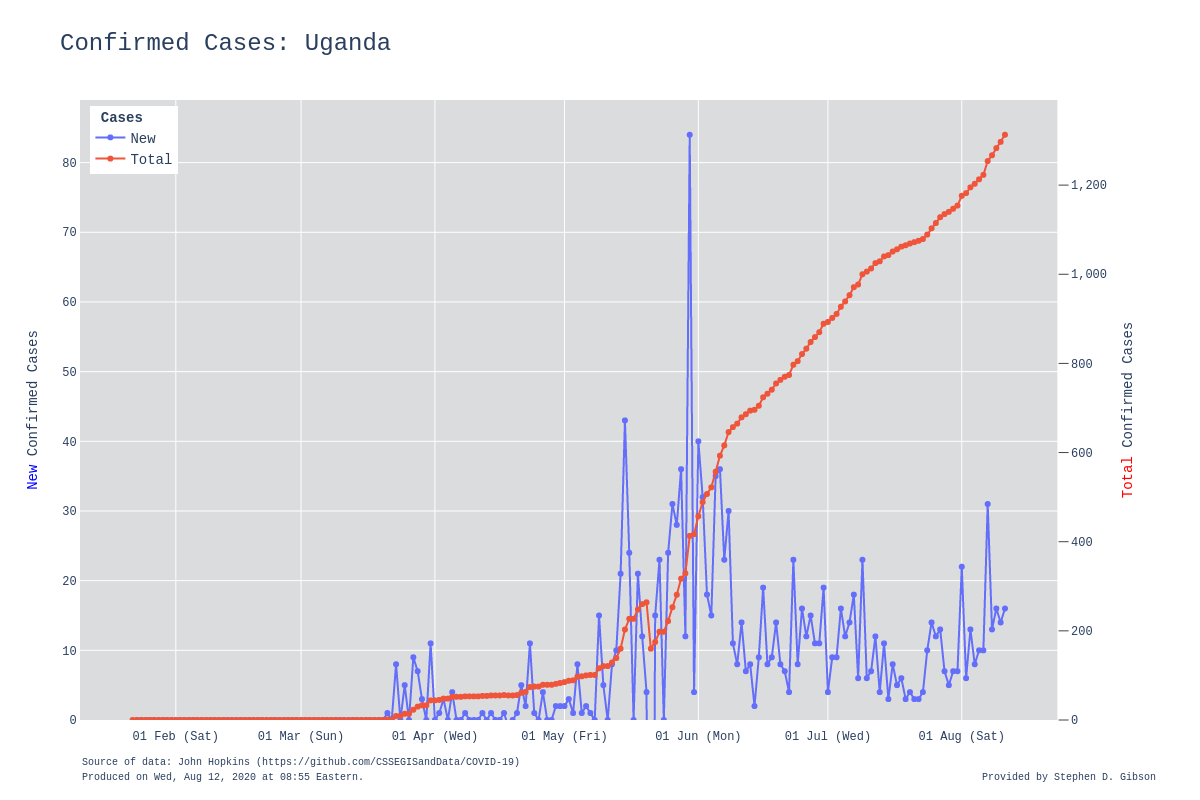 Confirmed Cases: Uganda
Cases
New
Total
80
70
60
50
40
30
20
10
0
1,200
1,000
800
600
400
200
0
New Confirmed Cases
Total Confirmed Cases
01 Feb (Sat) 01 Mar (Sun) 01 Apr (Wed) 01 May (Fri) 01 Jun (Mon) 01 Jul (Wed) 01 Aug (Sat)
Source of data: John Hopkins (https://github.com/CSSEGISandData/COVID-19)
Produced on Wed, Aug 12, 2020 at 08:55 Eastern.
Provided by Stephen D. Gibson